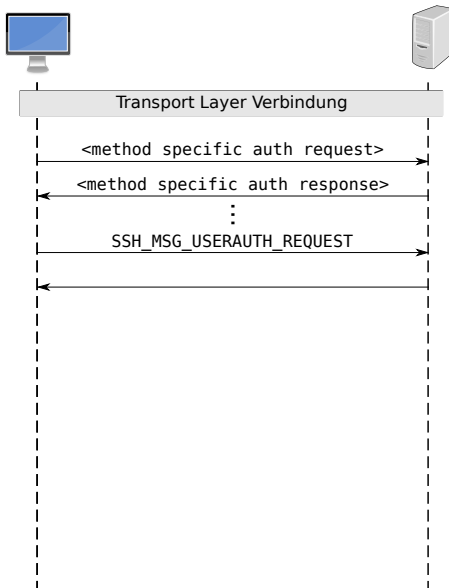 Transport Layer Verbindung
<method specific auth request>
<method specific auth response>
SSH_MSG_USERAUTH_REQUEST